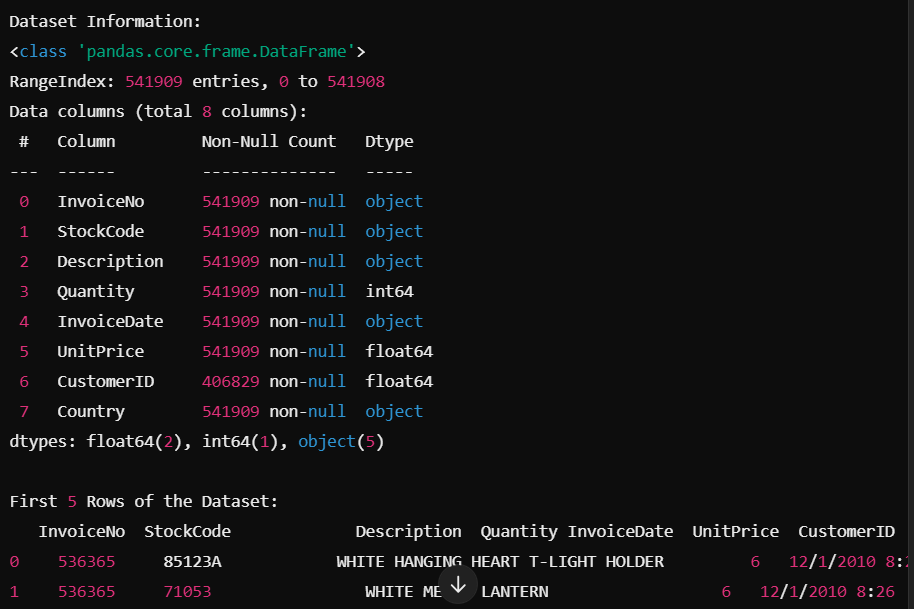 Dataset Information:
<class 'pandas.core.frame.DataFrame'>
RangeIndex: 541909 entries, 0 to 541908
Data columns (total 8 columns):
 #   Column         Non-Null Count   Dtype
---  ------         --------------   -----
 0   InvoiceNo      541909 non-null  object
 1   StockCode      541909 non-null  object
 2   Description    541909 non-null  object
 3   Quantity       541909 non-null  int64
 4   InvoiceDate    541909 non-null  object
 5   UnitPrice      541909 non-null  float64
 6   CustomerID     406829 non-null  float64
 7   Country        541909 non-null  object
dtypes: float64(2), int64(1), object(5)

First 5 Rows of the Dataset:
   InvoiceNo  StockCode             Description  Quantity InvoiceDate  UnitPrice  CustomerID
0    536365     85123A            WHITE HANGING HEART T-LIGHT HOLDER         6   12/1/2010 8:
1    536365     71053                WHITE LANTERN                  6   12/1/2010 8:26